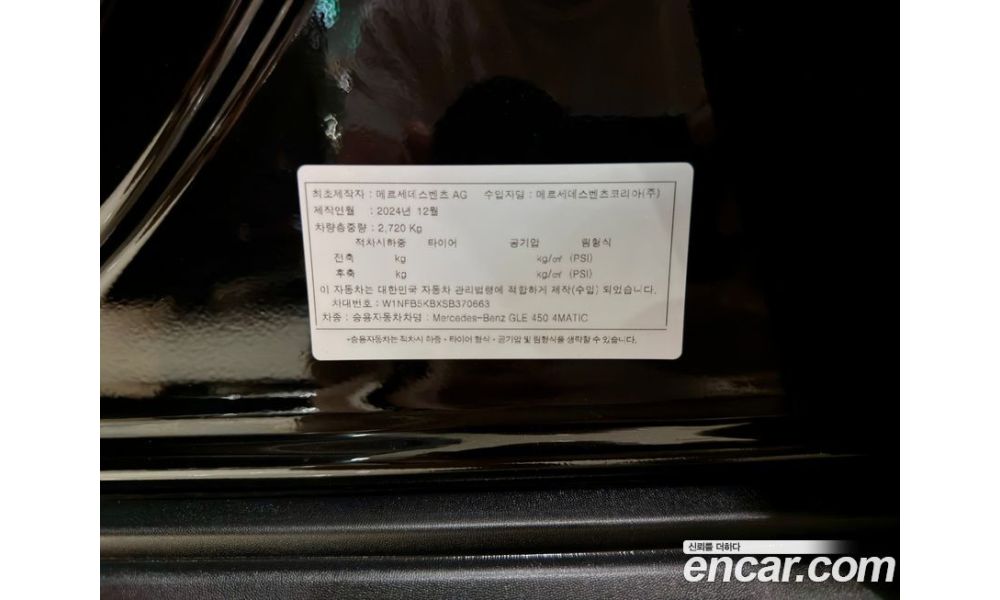 최초제작자 : 메르세데스벤츠 AG 수입자명 : 메르세데스벤츠코리아(주)
제작연월 : 2024년 12월
차량총중량 : 2,720 Kg
적차시하중 타이어 공기압 림형식
전축 kg kg/㎠ (PSI)
후축 kg kg/㎠ (PSI)
이 자동차는 대한민국 자동차 관리법령에 적합하게 제작(수입) 되었습니다.
차대번호 : W1NFB5KBXSB370663
차종 : 승용자동차차명 : Mercedes-Benz GLE 450 4MATIC
-승용자동차는 적차시 하중 - 타이어 형식 - 공기압 및 림형식을 생략할 수 있습니다.
신뢰를 더하다
encar.com